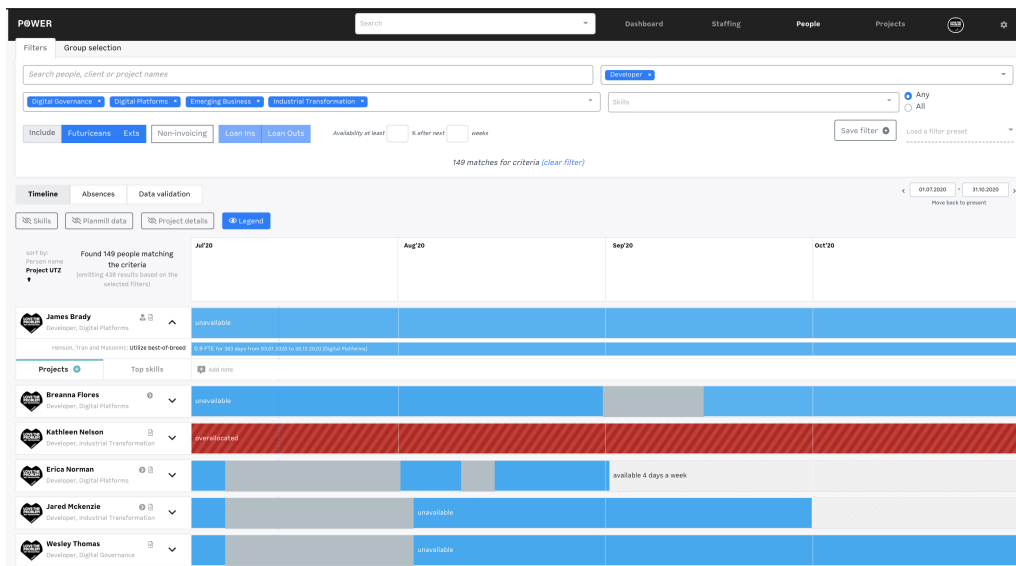 POWER
Search
Dashboard
Staffing
People
Projects
Filters
Group selection
Search people, client or project names
Developer ×
Digital Governance × Digital Platforms × Emerging Business × Industrial Transformation ×
Skills
Any
All
Include Futuriceans Exts
Non-invoicing
Loan Ins Loan Outs
Availability at least % after next weeks
Save filter
Load a filter preset
149 matches for criteria (clear filter)
Timeline
Absences
Data validation
01.07.2020 - 31.10.2020
Move back to present
Skills
Planmill data
Project details
Legend
sort by:
Person name
Project UTZ
Found 149 people matching
the criteria
(omitting 438 results based on the
selected filters)
Jul'20
Aug'20
Sep'20
Oct'20
James Brady
Developer, Digital Platforms
unavailable
Henson, Tran and Masoninc: Utilize best-of-breed
0.9 FTE for 363 days from 03.01.2020 to 30.12.2020 (Digital Platforms)
Projects
Top skills
Add note
Breanna Flores
Developer, Digital Platforms
unavailable
Kathleen Nelson
Developer, Industrial Transformation
overallocated
Erica Norman
Developer, Digital Platforms
available 4 days a week
Jared Mckenzie
Developer, Industrial Transformation
unavailable
Wesley Thomas
Developer, Digital Governance
unavailable